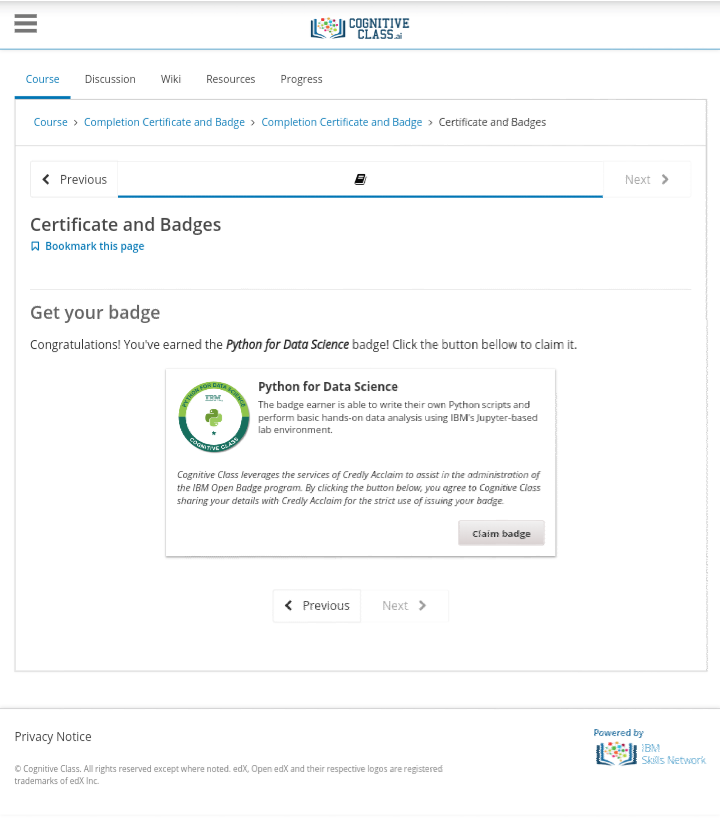 COGNITIVE
CLASS.ai
Course Discussion Wiki Resources Progress
Course > Completion Certificate and Badge > Completion Certificate and Badge > Certificate and Badges
Previous Next
Certificate and Badges
Bookmark this page
Get your badge
Congratulations! You've earned the Python for Data Science badge! Click the button bellow to claim it.
PYTHON FOR DATA SCIENCE
IBM
COGNITIVE CLASS
Python for Data Science
The badge earner is able to write their own Python scripts and
perform basic hands-on data analysis using IBM's Jupyter-based
lab environment.
Cognitive Class leverages the services of Credly Acclaim to assist in the administration of
the IBM Open Badge program. By clicking the button below, you agree to Cognitive Class
sharing your details with Credly Acclaim for the strict use of issuing your badge.
Claim badge
Previous Next
Privacy Notice
© Cognitive Class. All rights reserved except where noted. edX, Open edX and their respective logos are registered
trademarks of edX Inc.
Powered by
IBM
Skills Network